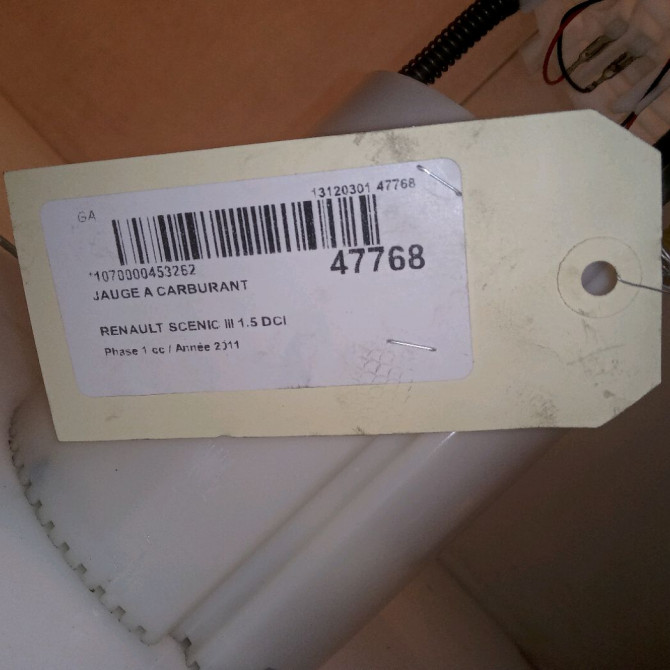 GA
13120301 47768
*1070000453262
47768
JAUGE A CARBURANT
RENAULT SCENIC III 1.5 DCI
Phase 1 cc / Année 2011